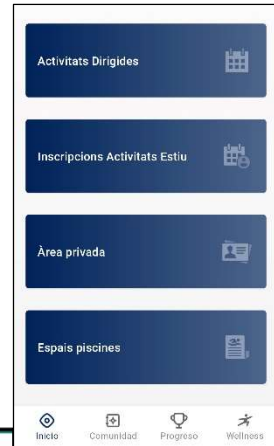 Activitats Dirigides
Inscripcions Activitats Estiu
Àrea privada
Espais piscines
Inicio Comunidad Progreso Wellness